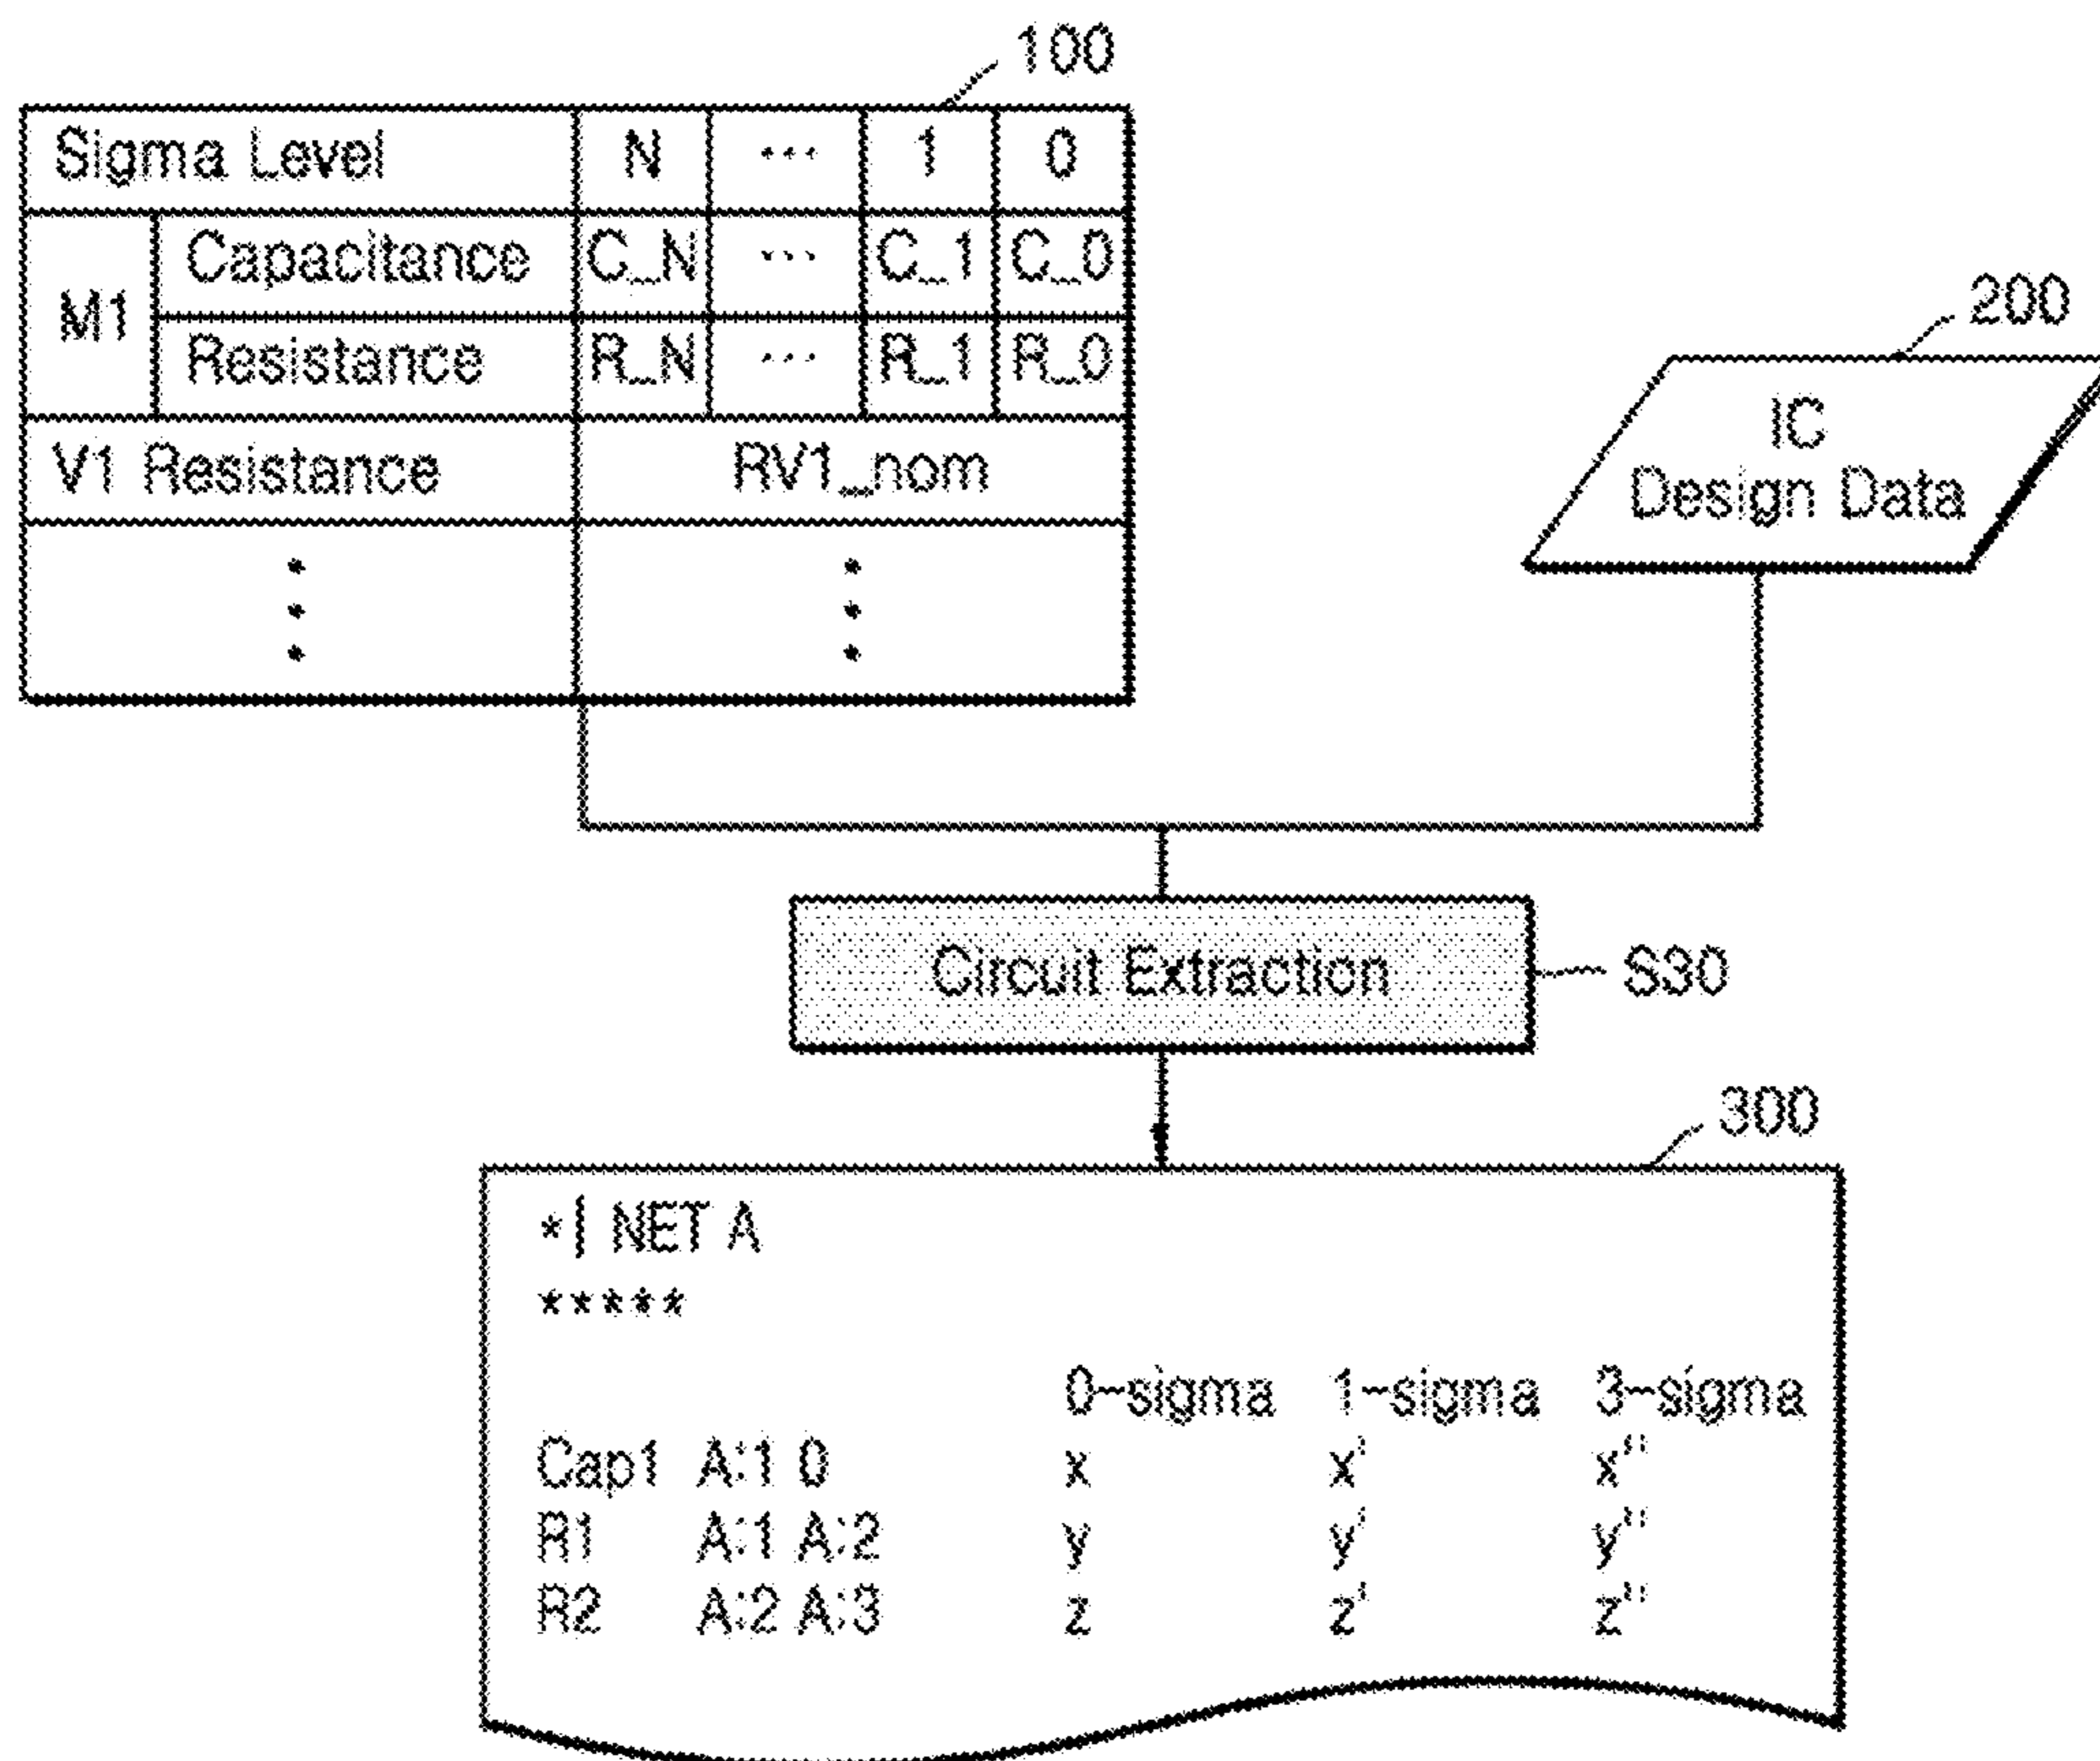 100
Sigma Level N ... 1 0
M1 Capacitance C_N ... C_1 C_0
Resistance R_N ... R_1 R_0
V1 Resistance RV1_nom
200
IC
Design Data
Circuit Extraction S30
300
*| NET A
*****
0-sigma 1-sigma 3-sigma
Cap1 A:1 0 x x' x"
R1 A:1 A:2 y y' y"
R2 A:2 A:3 z z' z"